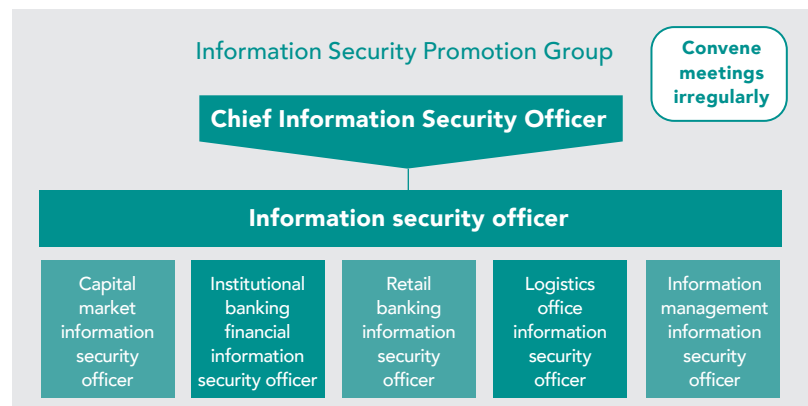 Information Security Promotion Group
Convene
meetings
irregularly
Chief Information Security Officer
Information security officer
Capital
market
information
security
officer
Institutional
banking
financial
information
security officer
Retail
banking
information
security
officer
Logistics
office
information
security
officer
Information
management
information
security
officer